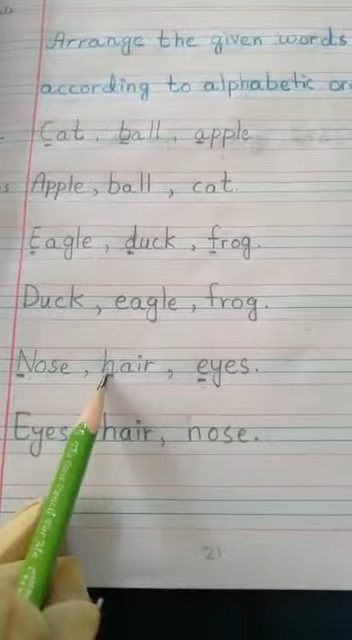 Arrange the given words
according to alphabetic or
Cat, ball, apple
Apple, ball, cat.
Eagle, duck, frog.
Duck, eagle, frog.
Nose, hair, eyes.
Eyes hair, nose.
21